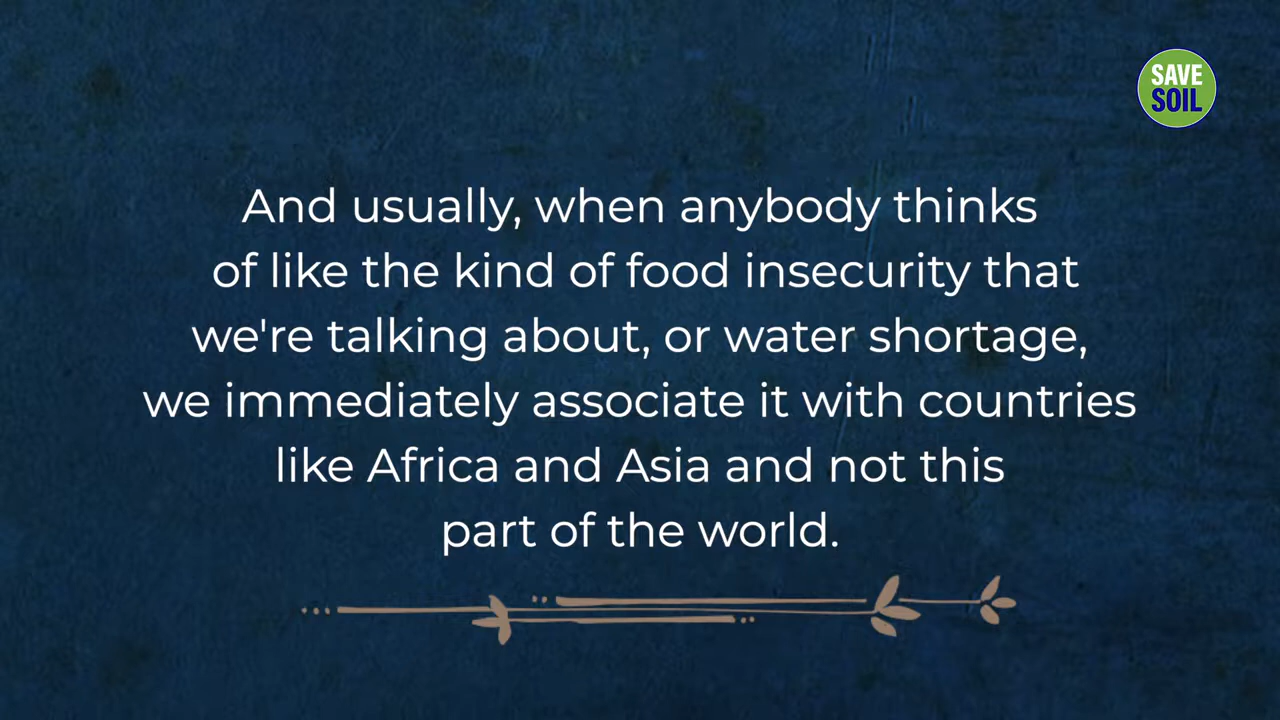 SAVE
SOIL
And usually, when anybody thinks
of like the kind of food insecurity that
we're talking about, or water shortage,
we immediately associate it with countries
like Africa and Asia and not this
part of the world.